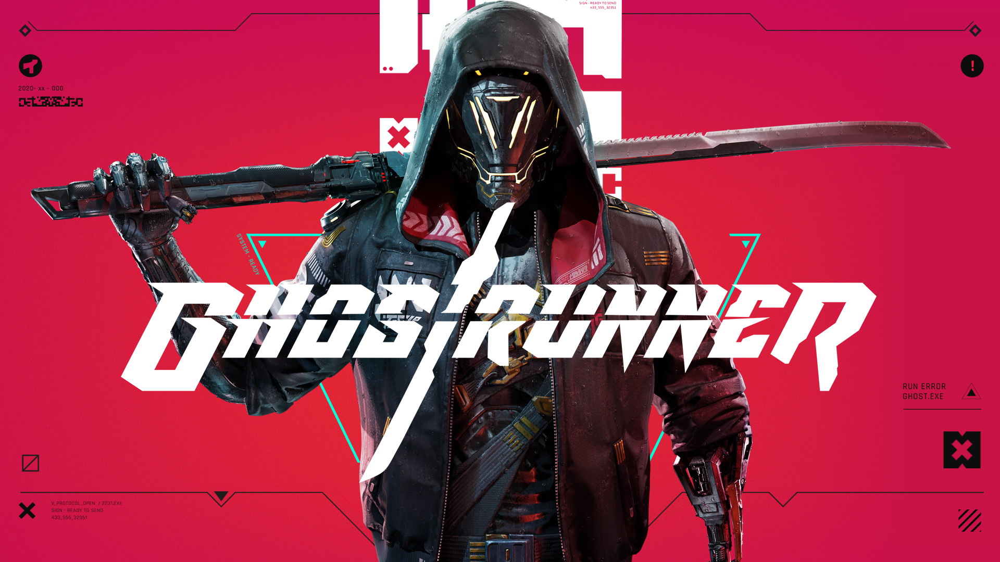 SIGN - READY TO SEND
433_555_32351
2020- xx - 000
SYSTEM - READY
GHOSTRUNNER
RUN ERROR
GHOST.EXE
V_PROTOCOL_OPEN / 2231.EXE
SIGN - READY TO SEND
433_555_32351